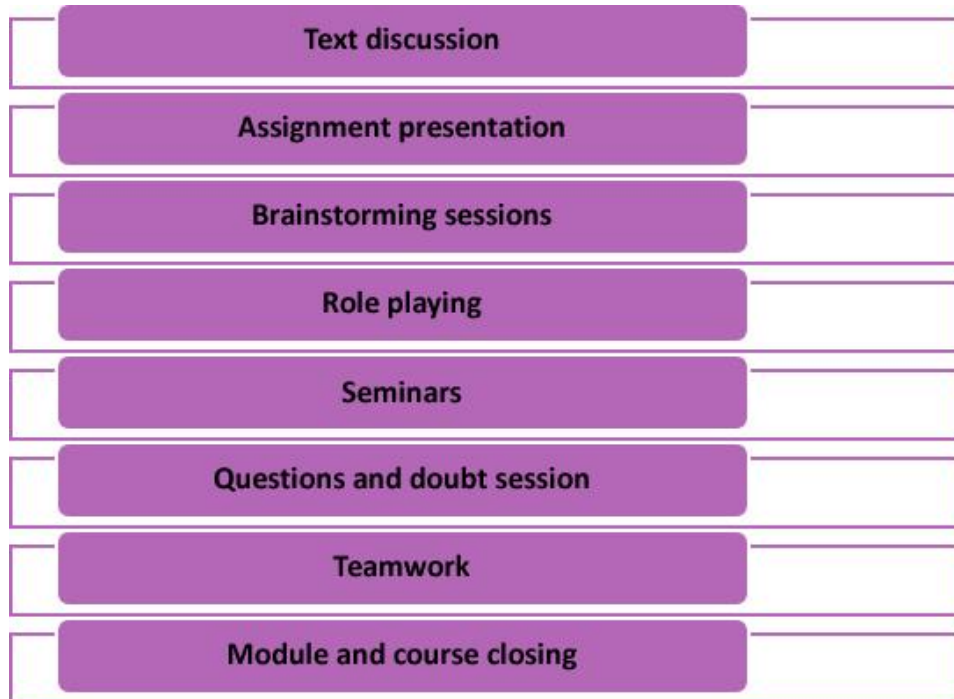 Text discussion
Assignment presentation
Brainstorming sessions
Role playing
Seminars
Questions and doubt session
Teamwork
Module and course closing